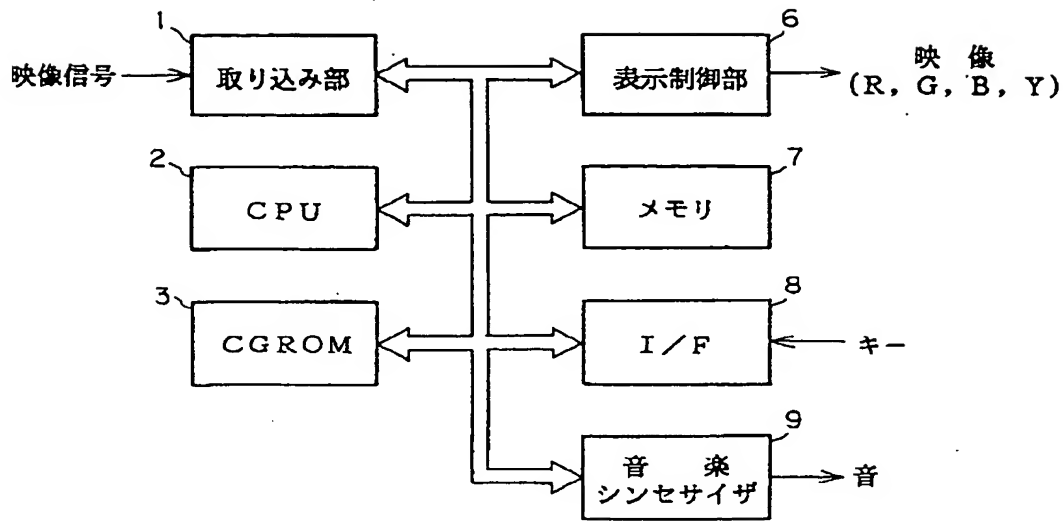 1
映像信号
取り込み部
6
表示制御部
映像
(R, G, B, Y)
2
CPU
7
メモリ
3
CGROM
8
I/F
キー
9
音楽
シンセサイザ
音